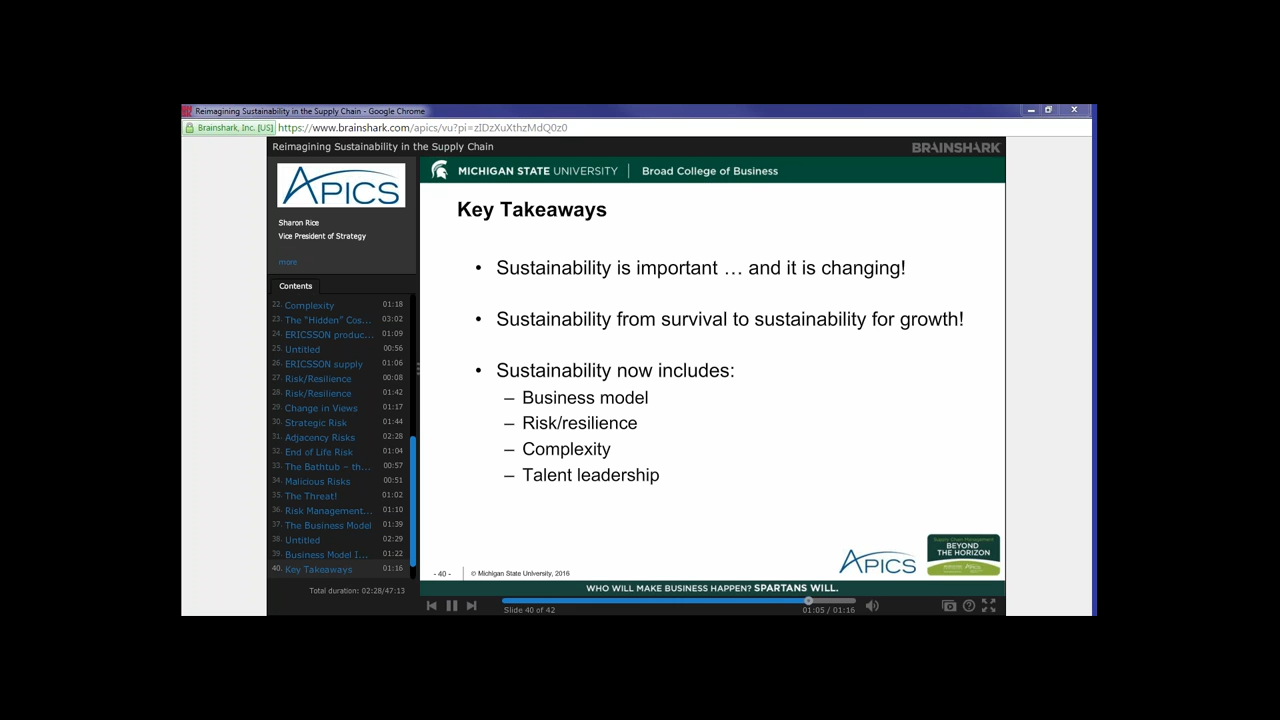 Reimagining Sustainability in the Supply Chain - Google Chrome
Brainshark, Inc. [US] https://www.brainshark.com/apics/vu?pi=zIDzXuXthzMdQ0z0
Reimagining Sustainability in the Supply Chain
BRAINSHARK
APICS
Sharon Rice
Vice President of Strategy
more
Contents
22. Complexity 01:18
23. The "Hidden" Cos... 03:02
24. ERICSSON produc... 01:09
25. Untitled 00:56
26. ERICSSON supply 01:06
27. Risk/Resilience 00:08
28. Risk/Resilience 01:42
29. Change in Views 01:17
30. Strategic Risk 01:44
31. Adjacency Risks 02:28
32. End of Life Risk 01:04
33. The Bathtub – th... 00:57
34. Malicious Risks 00:51
35. The Threat! 01:02
36. Risk Management... 01:10
37. The Business Model 01:39
38. Untitled 02:29
39. Business Model I... 01:22
40. Key Takeaways 01:16
Total duration: 02:28/47:13
MICHIGAN STATE UNIVERSITY | Broad College of Business
Key Takeaways
• Sustainability is important … and it is changing!
• Sustainability from survival to sustainability for growth!
• Sustainability now includes:
– Business model
– Risk/resilience
– Complexity
– Talent leadership
APICS
Supply Chain Management
BEYOND
THE HORIZON
- 40 - © Michigan State University, 2016
WHO WILL MAKE BUSINESS HAPPEN? SPARTANS WILL.
Slide 40 of 42
01:05 / 01:16